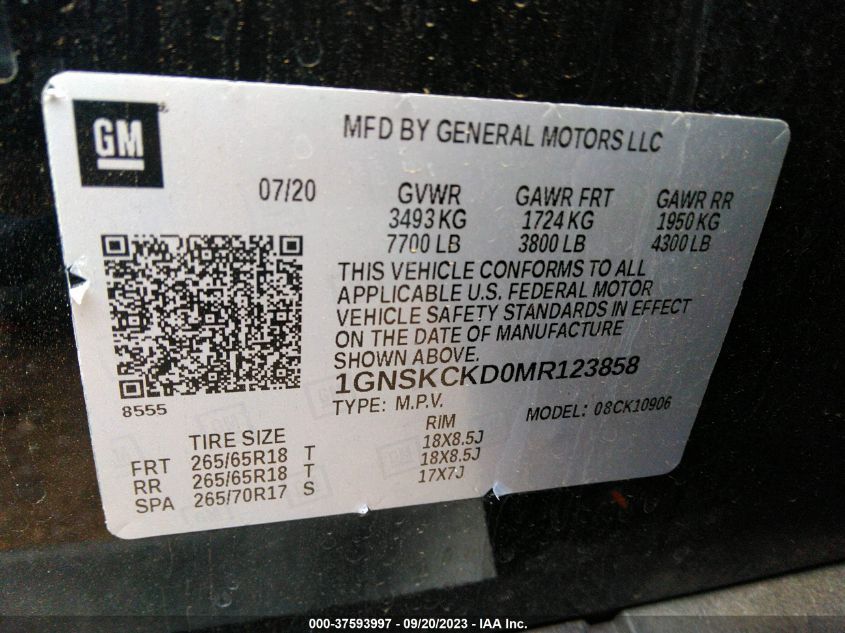 GM
MFD BY GENERAL MOTORS LLC
07/20 GVWR GAWR FRT GAWR RR
3493 KG 1724 KG 1950 KG
7700 LB 3800 LB 4300 LB
THIS VEHICLE CONFORMS TO ALL
APPLICABLE U.S. FEDERAL MOTOR
VEHICLE SAFETY STANDARDS IN EFFECT
ON THE DATE OF MANUFACTURE
SHOWN ABOVE.
1GNSKCKD0MR123858
8555
TYPE: M.P.V. MODEL: 08CK10906
TIRE SIZE RIM
FRT 265/65R18 T 18X8.5J
RR 265/65R18 T 18X8.5J
SPA 265/70R17 S 17X7J
000-37593997 - 09/20/2023 - IAA Inc.